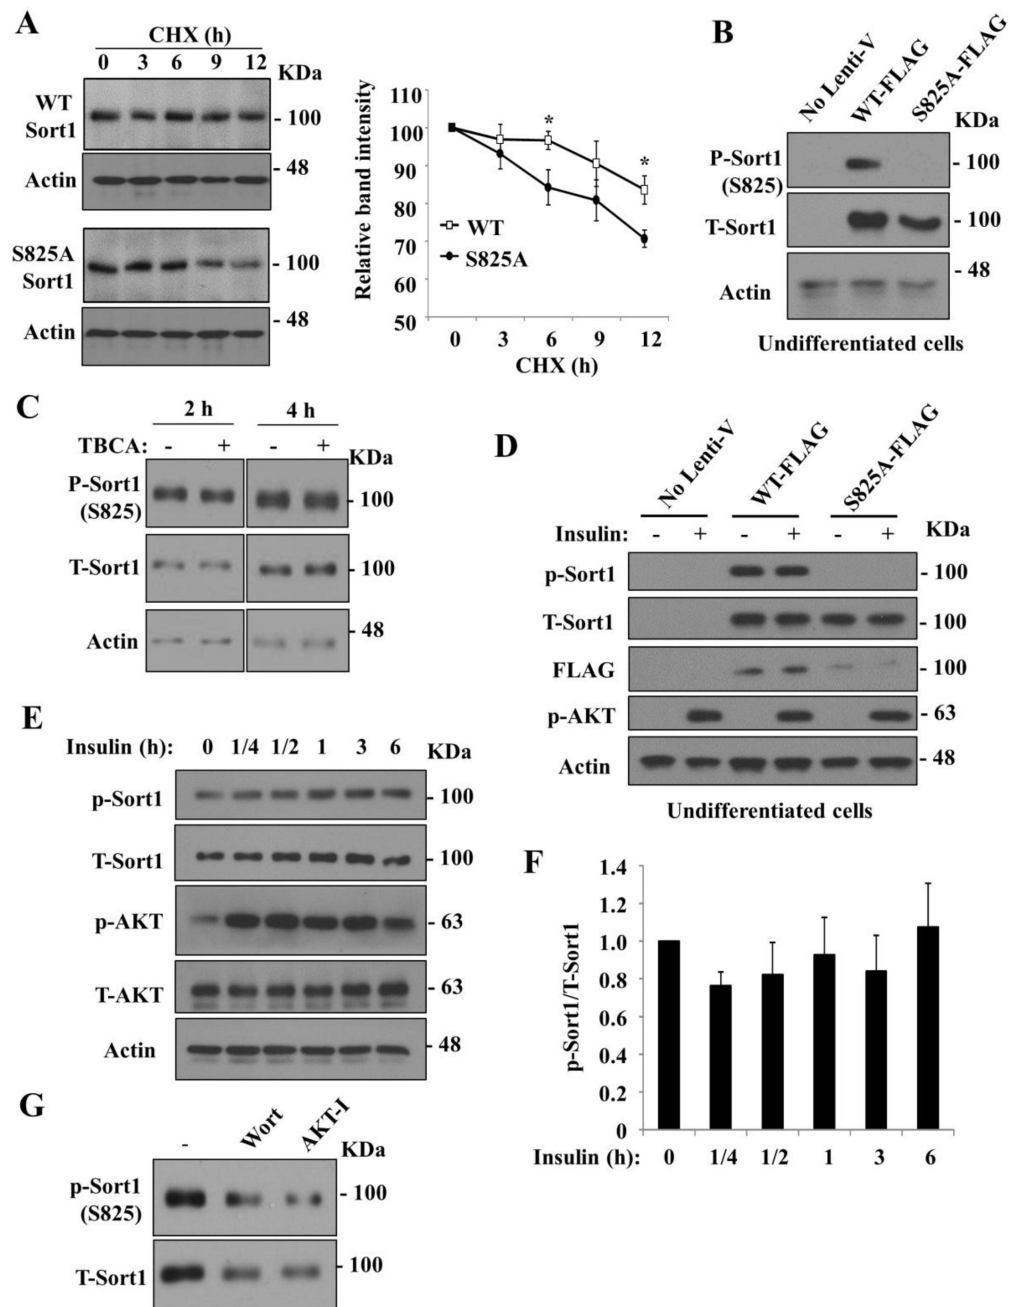 A
CHX (h)
0 3 6 9 12
KDa
WT
Sort1
- 100
Actin
- 48
S825A
Sort1
- 100
Actin
- 48
Relative band intensity
110
100
90
80
70
60
50
*
*
WT
S825A
0 3 6 9 12
CHX (h)
B
No Lenti-V
WT-FLAG
S825A-FLAG
KDa
P-Sort1
(S825)
- 100
T-Sort1
- 100
Actin
- 48
Undifferentiated cells
C
2 h 4 h
TBCA: - + - +
KDa
P-Sort1
(S825)
- 100
T-Sort1
- 100
Actin
- 48
D
No Lenti-V
WT-FLAG
S825A-FLAG
Insulin: - + - + - +
KDa
p-Sort1
- 100
T-Sort1
- 100
FLAG
- 100
p-AKT
- 63
Actin
- 48
Undifferentiated cells
E
Insulin (h): 0 1/4 1/2 1 3 6
KDa
p-Sort1
- 100
T-Sort1
- 100
p-AKT
- 63
T-AKT
- 63
Actin
- 48
F
p-Sort1/T-Sort1
1.4
1.2
1.0
0.8
0.6
0.4
0.2
0
Insulin (h): 0 1/4 1/2 1 3 6
G
- Wort AKT-I
KDa
p-Sort1
(S825)
- 100
T-Sort1
- 100